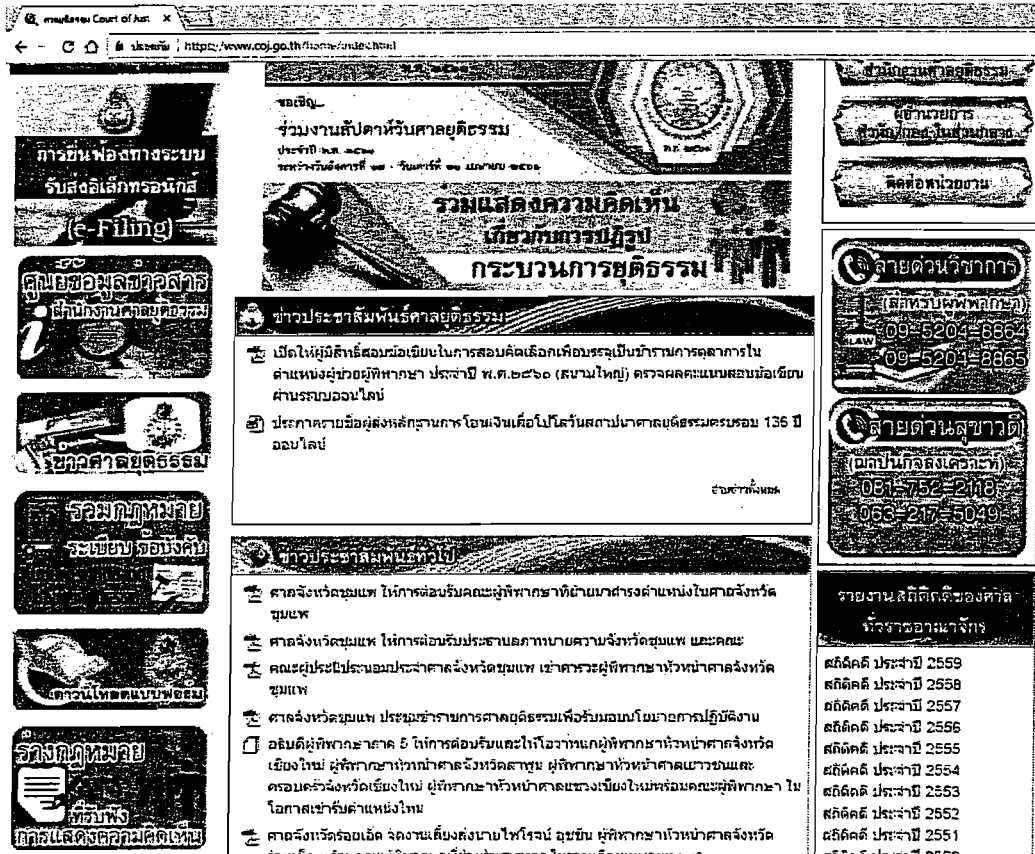 ศาลยุติธรรม Court of Just
https://www.coj.go.th/home/index.html
การยื่นฟ้องทางระบบ
รับส่งอิเล็กทรอนิกส์
(e-Filing)
ศูนย์ข้อมูลข่าวสาร
สำนักงานศาลยุติธรรม
ข่าวศาลยุติธรรม
รวมกฎหมาย
ระเบียบ ข้อบังคับ
ดาวน์โหลดแบบฟอร์ม
ร่างกฎหมาย
ที่รับฟัง
การแสดงความคิดเห็น
ขอเชิญ...
ร่วมงานสัปดาห์วันศาลยุติธรรม
ร่วมแสดงความคิดเห็น
เกี่ยวกับการปฏิรูป
กระบวนการยุติธรรม
ข่าวประชาสัมพันธ์ศาลยุติธรรม
เปิดให้ผู้มีสิทธิ์สอบข้อเขียนในการสอบคัดเลือกเพื่อบรรจุเป็นข้าราชการตุลาการใน
ตำแหน่งผู้ช่วยผู้พิพากษา ประจำปี พ.ศ.๒๕๖๐ (สนามใหญ่) ตรวจผลคะแนนสอบข้อเขียน
ผ่านระบบออนไลน์
ประกาศรายชื่อผู้ส่งหลักฐานการโอนเงินเสื้อโปโลวันสถาปนาศาลยุติธรรมครบรอบ 136 ปี
ออนไลน์
อ่านข่าวทั้งหมด
ข่าวประชาสัมพันธ์ทั่วไป
ศาลจังหวัดชุมแพ ให้การต้อนรับคณะผู้พิพากษาที่ย้ายมาดำรงตำแหน่งในศาลจังหวัด
ชุมแพ
ศาลจังหวัดชุมแพ ให้การต้อนรับประธานสภาทนายความจังหวัดชุมแพ และคณะ
คณะผู้ประนีประนอมประจำศาลจังหวัดชุมแพ เข้าคารวะผู้พิพากษาหัวหน้าศาลจังหวัด
ชุมแพ
ศาลจังหวัดชุมแพ ประชุมข้าราชการศาลยุติธรรมเพื่อรับมอบนโยบายการปฏิบัติงาน
อธิบดีผู้พิพากษาภาค 5 ให้การต้อนรับและให้โอวาทแก่ผู้พิพากษาหัวหน้าศาลจังหวัด
เชียงใหม่ ผู้พิพากษาหัวหน้าศาลจังหวัดลำพูน ผู้พิพากษาหัวหน้าศาลเยาวชนและ
ครอบครัวจังหวัดเชียงใหม่ ผู้พิพากษาหัวหน้าศาลแขวงเชียงใหม่พร้อมคณะผู้พิพากษา ใน
โอกาสเข้ารับตำแหน่งใหม่
ศาลจังหวัดร้อยเอ็ด จัดงานเลี้ยงส่งนายไพโรจน์ ผู้พิพากษาหัวหน้าศาลจังหวัด
สำนักงานศาลยุติธรรม
ผู้อำนวยการ
สำนัก/กอง ในส่วนกลาง
ติดต่อหน่วยงาน
สายด่วนวิชาการ
(สำหรับผู้พิพากษา)
LAW
09-5204-8864
09-5204-8865
สายด่วนสุขาวดี
(ฌาปนกิจสงเคราะห์)
081-752-2118
063-217-5049
รายงานสถิติคดีของศาล
ทั่วราชอาณาจักร
สถิติคดี ประจำปี 2559
สถิติคดี ประจำปี 2558
สถิติคดี ประจำปี 2557
สถิติคดี ประจำปี 2556
สถิติคดี ประจำปี 2555
สถิติคดี ประจำปี 2554
สถิติคดี ประจำปี 2553
สถิติคดี ประจำปี 2552
สถิติคดี ประจำปี 2551